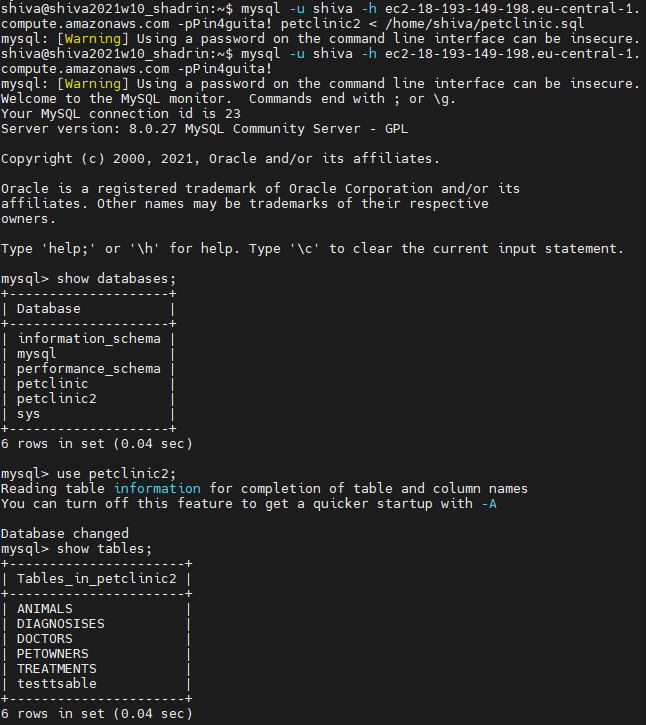 shiva@shiva2021w10_shadrin:~$ mysql -u shiva -h ec2-18-193-149-198.eu-central-1.
compute.amazonaws.com -pPin4guita! petclinic2 < /home/shiva/petclinic.sql
mysql: [Warning] Using a password on the command line interface can be insecure.
shiva@shiva2021w10_shadrin:~$ mysql -u shiva -h ec2-18-193-149-198.eu-central-1.
compute.amazonaws.com -pPin4guita!
mysql: [Warning] Using a password on the command line interface can be insecure.
Welcome to the MySQL monitor.  Commands end with ; or \g.
Your MySQL connection id is 23
Server version: 8.0.27 MySQL Community Server - GPL

Copyright (c) 2000, 2021, Oracle and/or its affiliates.

Oracle is a registered trademark of Oracle Corporation and/or its
affiliates. Other names may be trademarks of their respective
owners.

Type 'help;' or '\h' for help. Type '\c' to clear the current input statement.

mysql> show databases;
+--------------------+
| Database           |
+--------------------+
| information_schema |
| mysql              |
| performance_schema |
| petclinic          |
| petclinic2         |
| sys                |
+--------------------+
6 rows in set (0.04 sec)

mysql> use petclinic2;
Reading table information for completion of table and column names
You can turn off this feature to get a quicker startup with -A

Database changed
mysql> show tables;
+----------------------+
| Tables_in_petclinic2 |
+----------------------+
| ANIMALS              |
| DIAGNOSISES          |
| DOCTORS              |
| PETOWNERS            |
| TREATMENTS           |
| testtsable           |
+----------------------+
6 rows in set (0.04 sec)